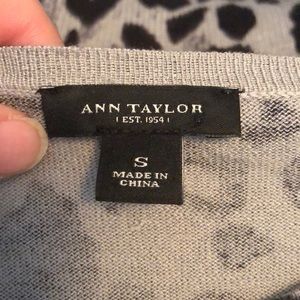 ANN TAYLOR
| EST. 1954 |
S
MADE IN
CHINA